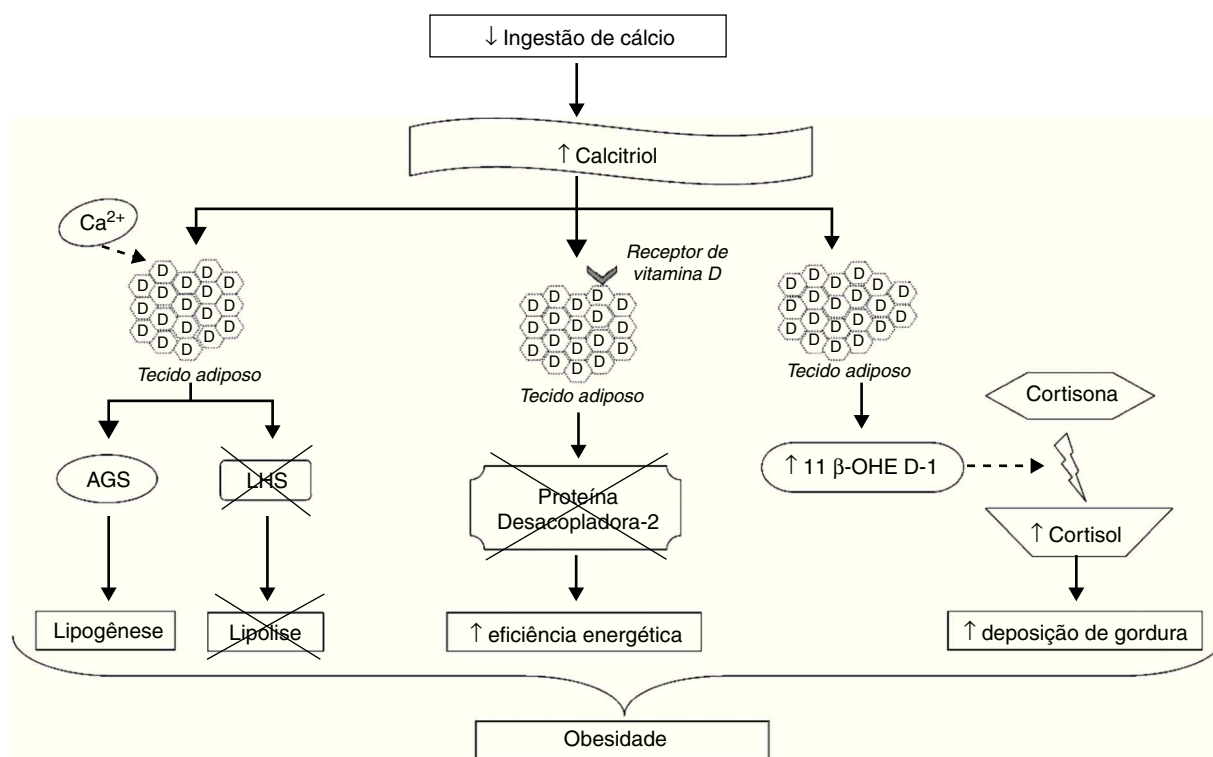 ↓ Ingestão de cálcio
↑ Calcitriol
Ca²⁺
Receptor de
vitamina D
D D D D D D D D D D D D D D D D D D
D D D D D D D D D D D D D D D D D D
D D D D D D D D D D D D D D D D D D
Tecido adiposo
Tecido adiposo
Tecido adiposo
Cortisona
AGS
LHS
Proteína
Desacopladora-2
↑ 11 β-OHE D-1
↑ Cortisol
Lipogênese
Lipólise
↑ eficiência energética
↑ deposição de gordura
Obesidade